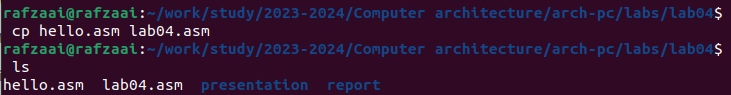 rafzaai@rafzaai:~/work/study/2023-2024/Computer architecture/arch-pc/labs/lab04$
cp hello.asm lab04.asm
rafzaai@rafzaai:~/work/study/2023-2024/Computer architecture/arch-pc/labs/lab04$
ls
hello.asm  lab04.asm  presentation  report